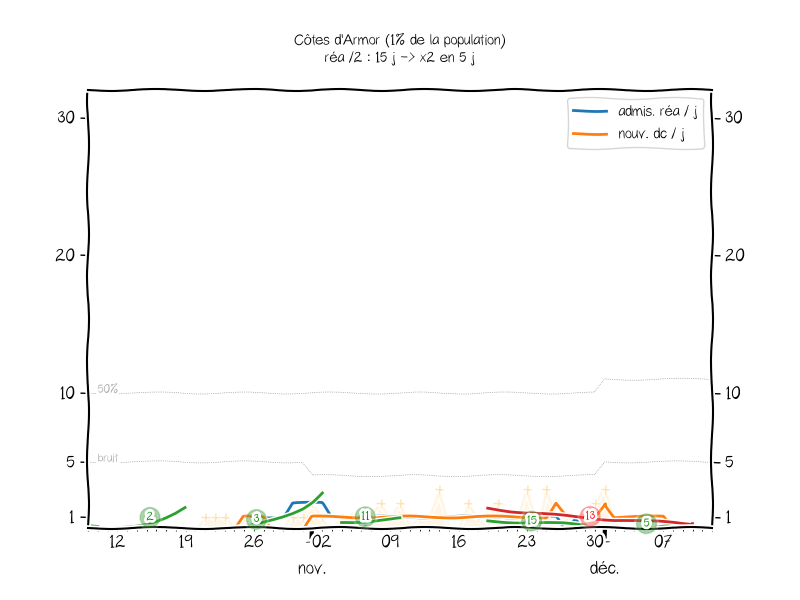 Côtes d'Armor (1% de la population)
réa /2 : 15 j -> x2 en 5 j
admis. réa / j
nouv. dc / j
30 30
20 20
10 50% 10
5 bruit 5
1 2 3 11 15 13 5 1
12 19 26 02 09 16 23 30 07
nov. déc.